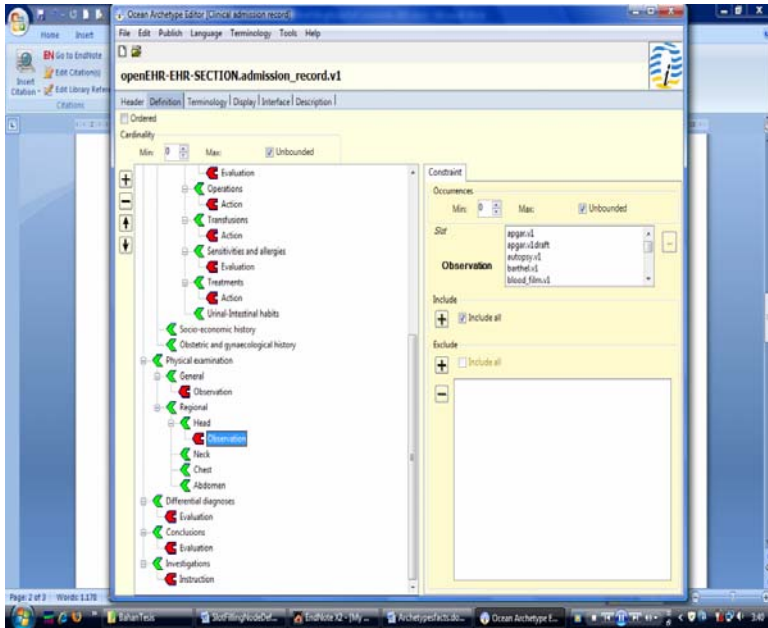 Home Insert
EN Go to EndNote
Edit Citation(s)
Edit Library Refere
Insert Citation
Citations
Ocean Archetype Editor [Clinical admission record]
File Edit Publish Language Terminology Tools Help
openEHR-EHR-SECTION.admission_record.v1
Header Definition Terminology Display Interface Description
Ordered
Cardinality
Min: 0 Max: Unbounded
Evaluation
Operations
Action
Transfusions
Action
Sensitivities and allergies
Evaluation
Treatments
Action
Urinal-Intestinal habits
Socio-economic history
Obstetric and gynaecological history
Physical examination
General
Observation
Regional
Head
Observation
Neck
Chest
Abdomen
Differential diagnoses
Evaluation
Conclusions
Evaluation
Investigations
Instruction
Constraint
Occurrences
Min: 0 Max: Unbounded
Slot
Observation
apgar.v1
apgar.v1draft
autopsy.v1
barthel.v1
blood_film.v1
...
Include
Include all
Exclude
Include all
Page: 2 of 3 Words: 1,178
BahanTesis
SlotFillingNodeDef...
EndNote X2 - [My ...
Archetypesfacts.do...
Ocean Archetype E...
3:40